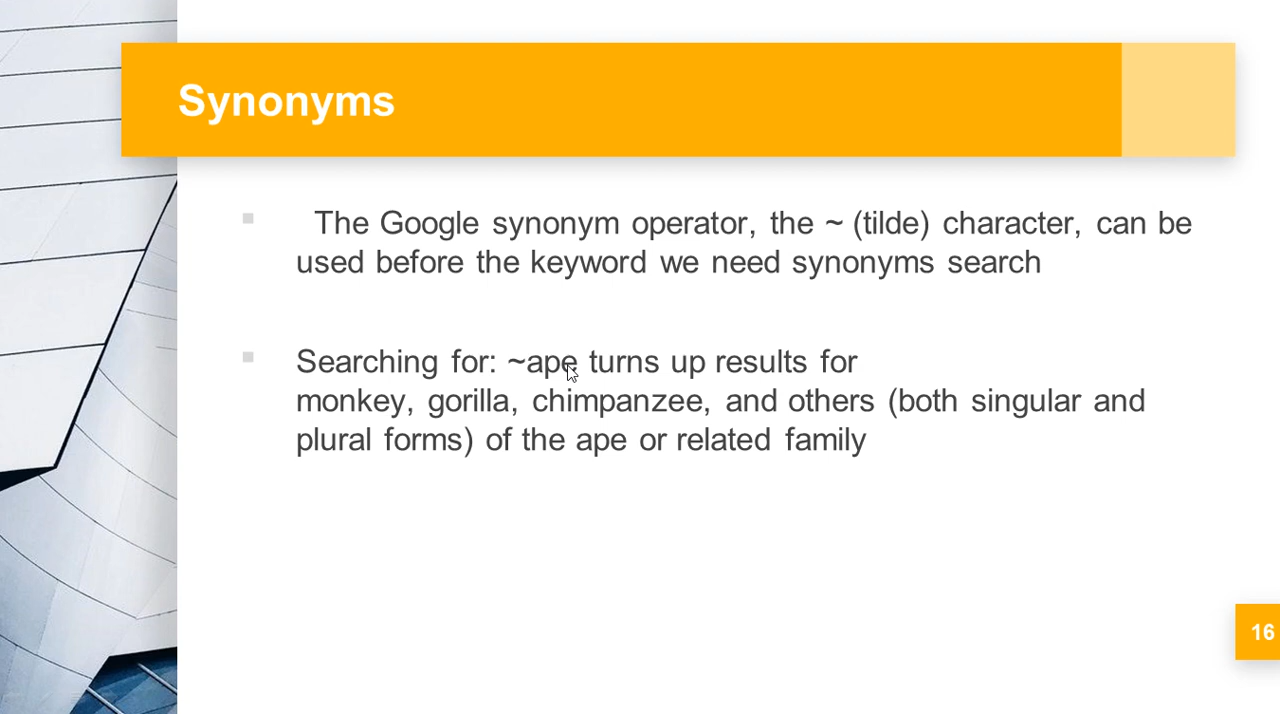 Synonyms
The Google synonym operator, the ~ (tilde) character, can be
used before the keyword we need synonyms search
Searching for: ~ape turns up results for
monkey, gorilla, chimpanzee, and others (both singular and
plural forms) of the ape or related family
16